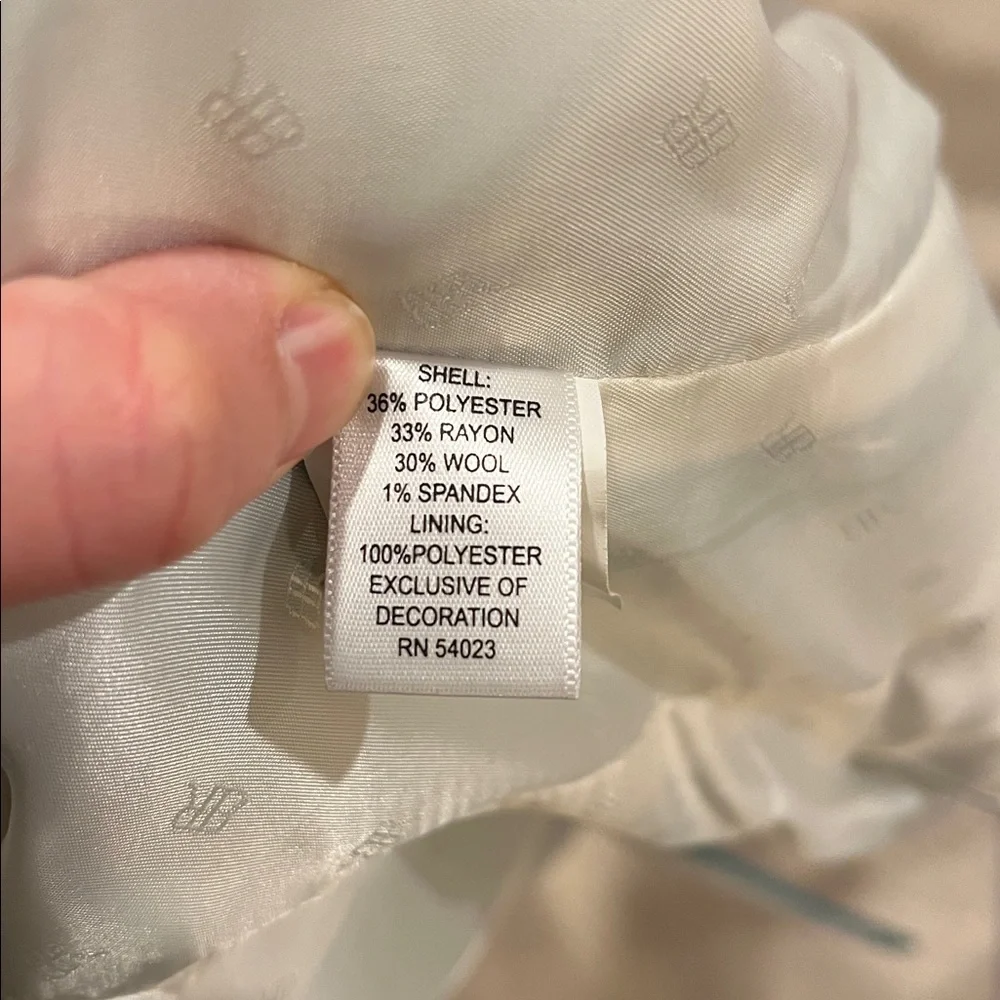 SHELL:
36% POLYESTER
33% RAYON
30% WOOL
1% SPANDEX
LINING:
100%POLYESTER
EXCLUSIVE OF
DECORATION
RN 54023